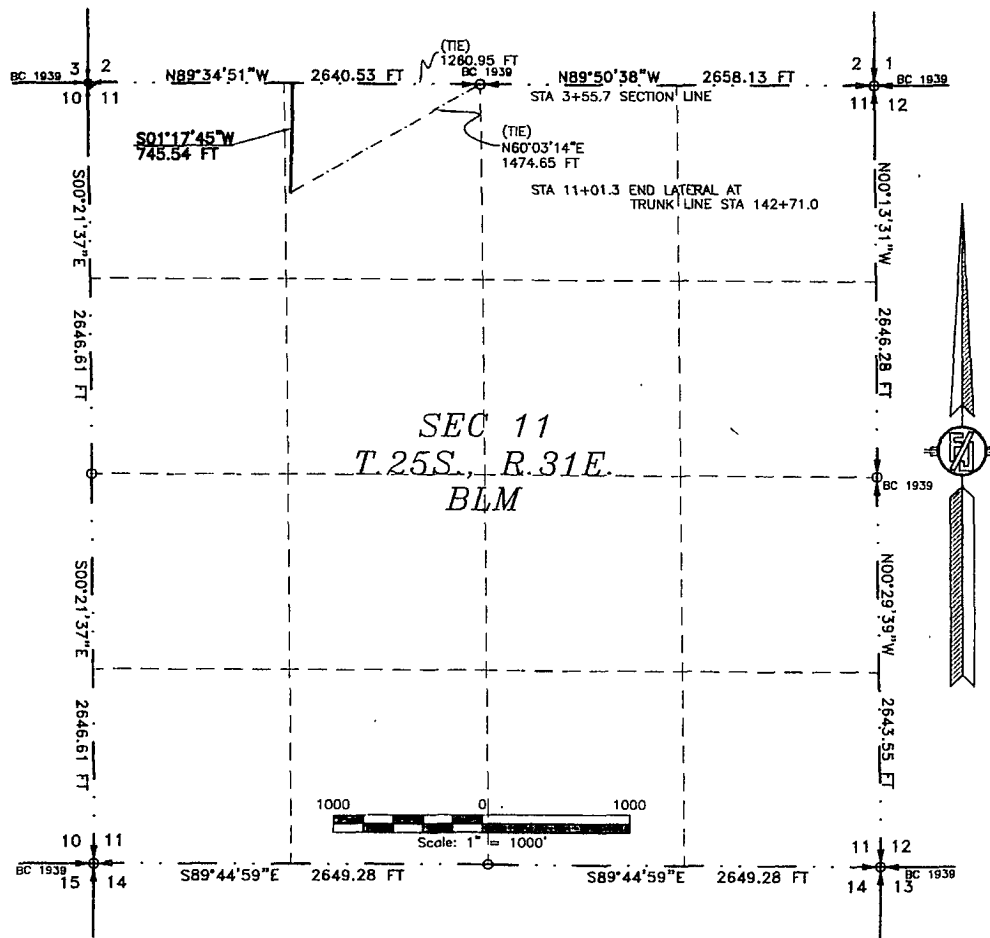 (TIE)
1260.95 FT
BC 1939
3 2
N89°34'51"W 2640.53 FT
BC 1939
N89°50'38"W 2658.13 FT
2 1
BC 1939
10 11
STA 3+55.7 SECTION LINE
11 12
S01°17'45"W
745.54 FT
(TIE)
N60°03'14"E
1474.65 FT
STA 11+01.3 END LATERAL AT
TRUNK LINE STA 142+71.0
S00°21'37"E 2646.61 FT
N00°13'31"W 2646.28 FT
SEC 11
T.25S., R.31E.
BLM
BC 1939
S00°21'37"E 2646.61 FT
N00°29'39"W 2643.55 FT
1000 0 1000
Scale: 1" = 1000'
10 11
BC 1939
15 14
S89°44'59"E 2649.28 FT
S89°44'59"E 2649.28 FT
11 12
BC 1939
14 13